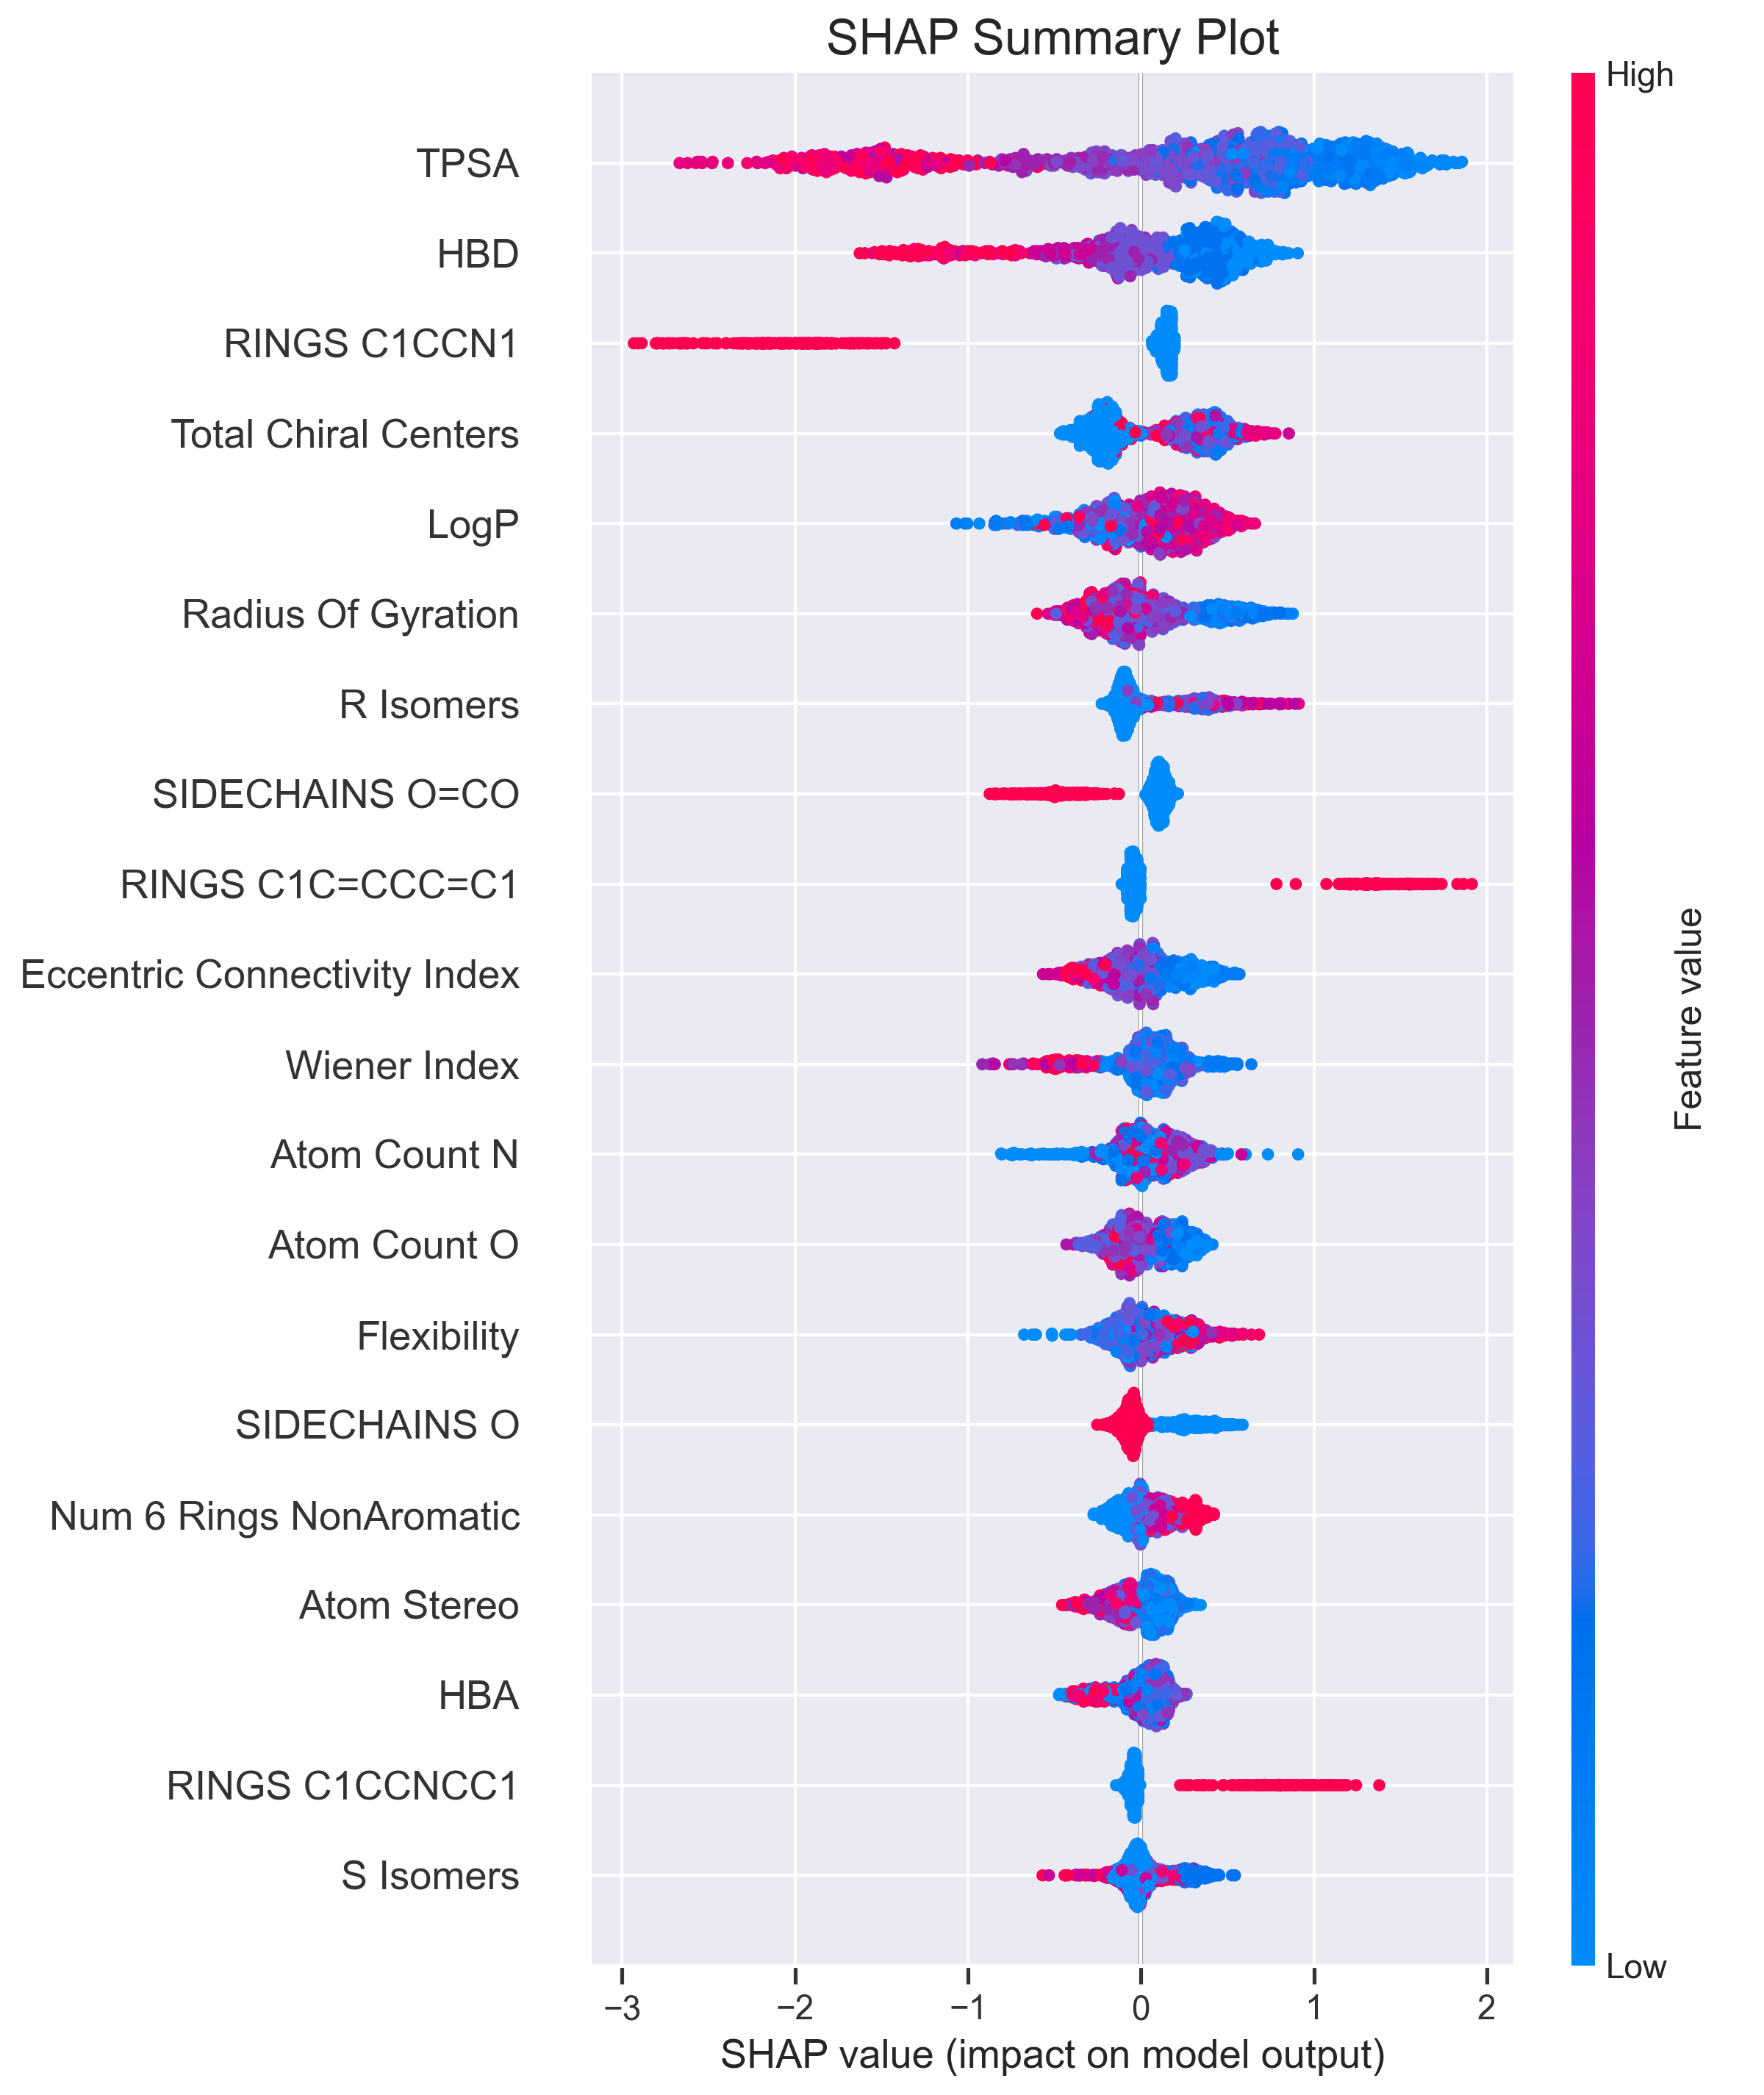 SHAP Summary Plot
High
TPSA
HBD
RINGS C1CCN1
Total Chiral Centers
LogP
Radius Of Gyration
R Isomers
SIDECHAINS O=CO
RINGS C1C=CCC=C1
Eccentric Connectivity Index
Wiener Index
Atom Count N
Atom Count O
Flexibility
SIDECHAINS O
Num 6 Rings NonAromatic
Atom Stereo
HBA
RINGS C1CCNCC1
S Isomers
Feature value
Low
−3 −2 −1 0 1 2
SHAP value (impact on model output)